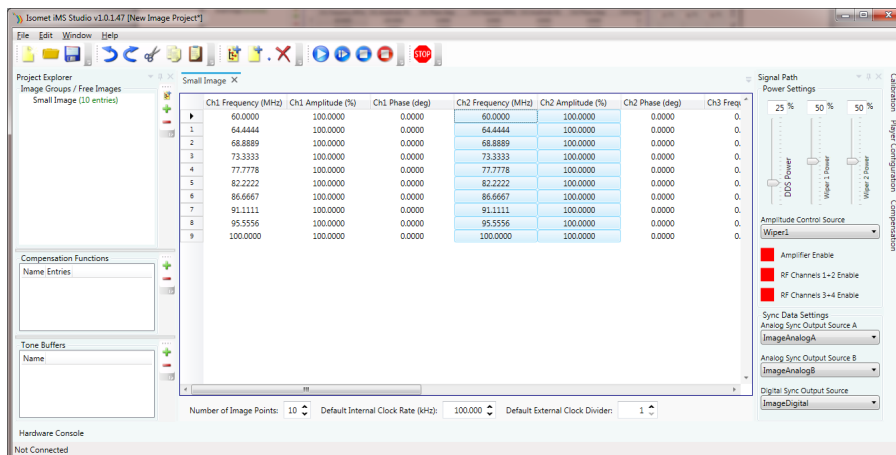 Isomet iMS Studio v1.0.1.47 [New Image Project*]
File Edit Window Help
STOP
Project Explorer
Image Groups / Free Images
Small Image (10 entries)
Compensation Functions
Name Entries
Tone Buffers
Name
Small Image
Ch1 Frequency (MHz) Ch1 Amplitude (%) Ch1 Phase (deg) Ch2 Frequency (MHz) Ch2 Amplitude (%) Ch2 Phase (deg) Ch3 Frequ
60.0000 100.0000 0.0000 60.0000 100.0000 0.0000 0.
1 64.4444 100.0000 0.0000 64.4444 100.0000 0.0000 0.
2 68.8889 100.0000 0.0000 68.8889 100.0000 0.0000 0.
3 73.3333 100.0000 0.0000 73.3333 100.0000 0.0000 0.
4 77.7778 100.0000 0.0000 77.7778 100.0000 0.0000 0.
5 82.2222 100.0000 0.0000 82.2222 100.0000 0.0000 0.
6 86.6667 100.0000 0.0000 86.6667 100.0000 0.0000 0.
7 91.1111 100.0000 0.0000 91.1111 100.0000 0.0000 0.
8 95.5556 100.0000 0.0000 95.5556 100.0000 0.0000 0.
9 100.0000 100.0000 0.0000 100.0000 100.0000 0.0000 0.
Number of Image Points: 10 Default Internal Clock Rate (kHz): 100.000 Default External Clock Divider: 1
Signal Path
Power Settings
25 % 50 % 50 %
DDS Power
Wiper 1 Power
Wiper 2 Power
Amplitude Control Source
Wiper1
Amplifier Enable
RF Channels 1+2 Enable
RF Channels 3+4 Enable
Sync Data Settings
Analog Sync Output Source A
ImageAnalogA
Analog Sync Output Source B
ImageAnalogB
Digital Sync Output Source
ImageDigital
Calibration
Player Configuration
Compensation
Hardware Console
Not Connected